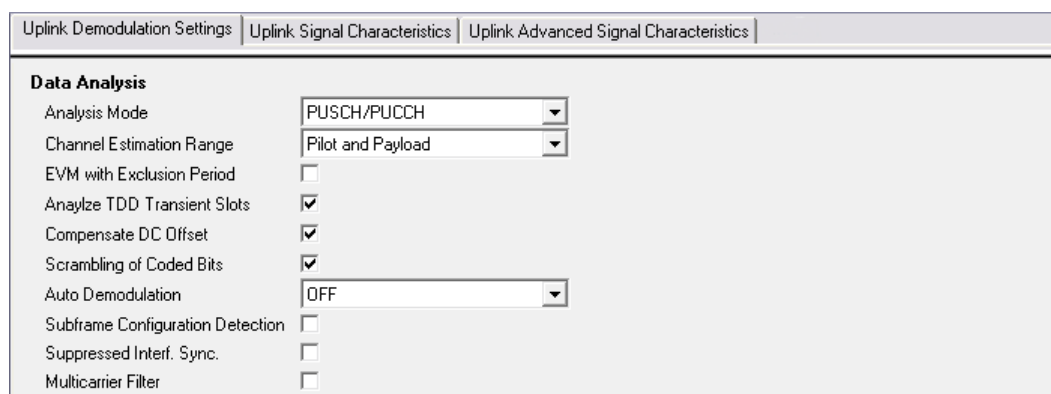 Uplink Demodulation Settings Uplink Signal Characteristics Uplink Advanced Signal Characteristics
Data Analysis
Analysis Mode PUSCH/PUCCH
Channel Estimation Range Pilot and Payload
EVM with Exclusion Period
Anaylze TDD Transient Slots
Compensate DC Offset
Scrambling of Coded Bits
Auto Demodulation OFF
Subframe Configuration Detection
Suppressed Interf. Sync.
Multicarrier Filter